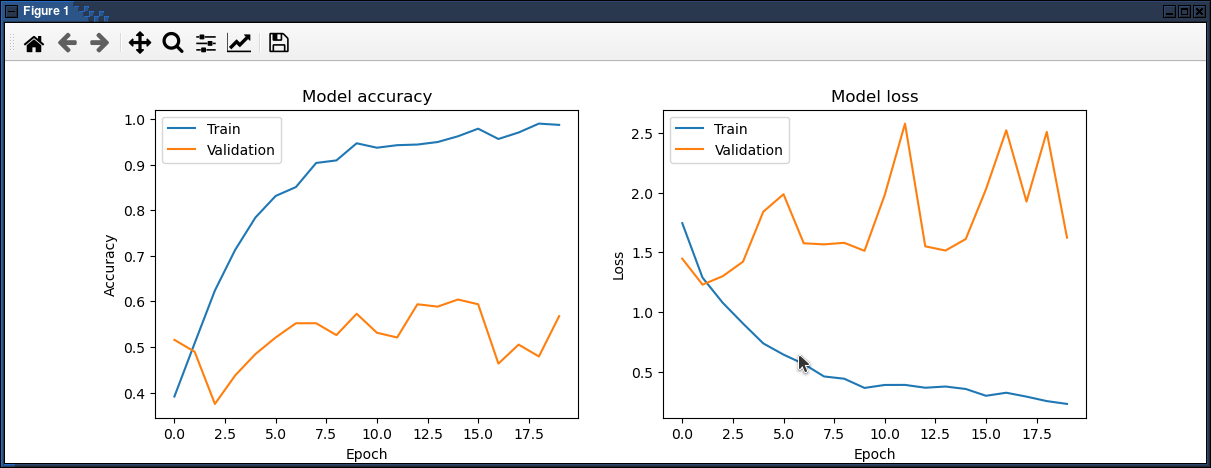 Figure 1
Model accuracy
Train
Validation
1.0
0.9
0.8
0.7
0.6
0.5
0.4
Accuracy
0.0 2.5 5.0 7.5 10.0 12.5 15.0 17.5
Epoch
Model loss
Train
Validation
2.5
2.0
1.5
1.0
0.5
Loss
0.0 2.5 5.0 7.5 10.0 12.5 15.0 17.5
Epoch